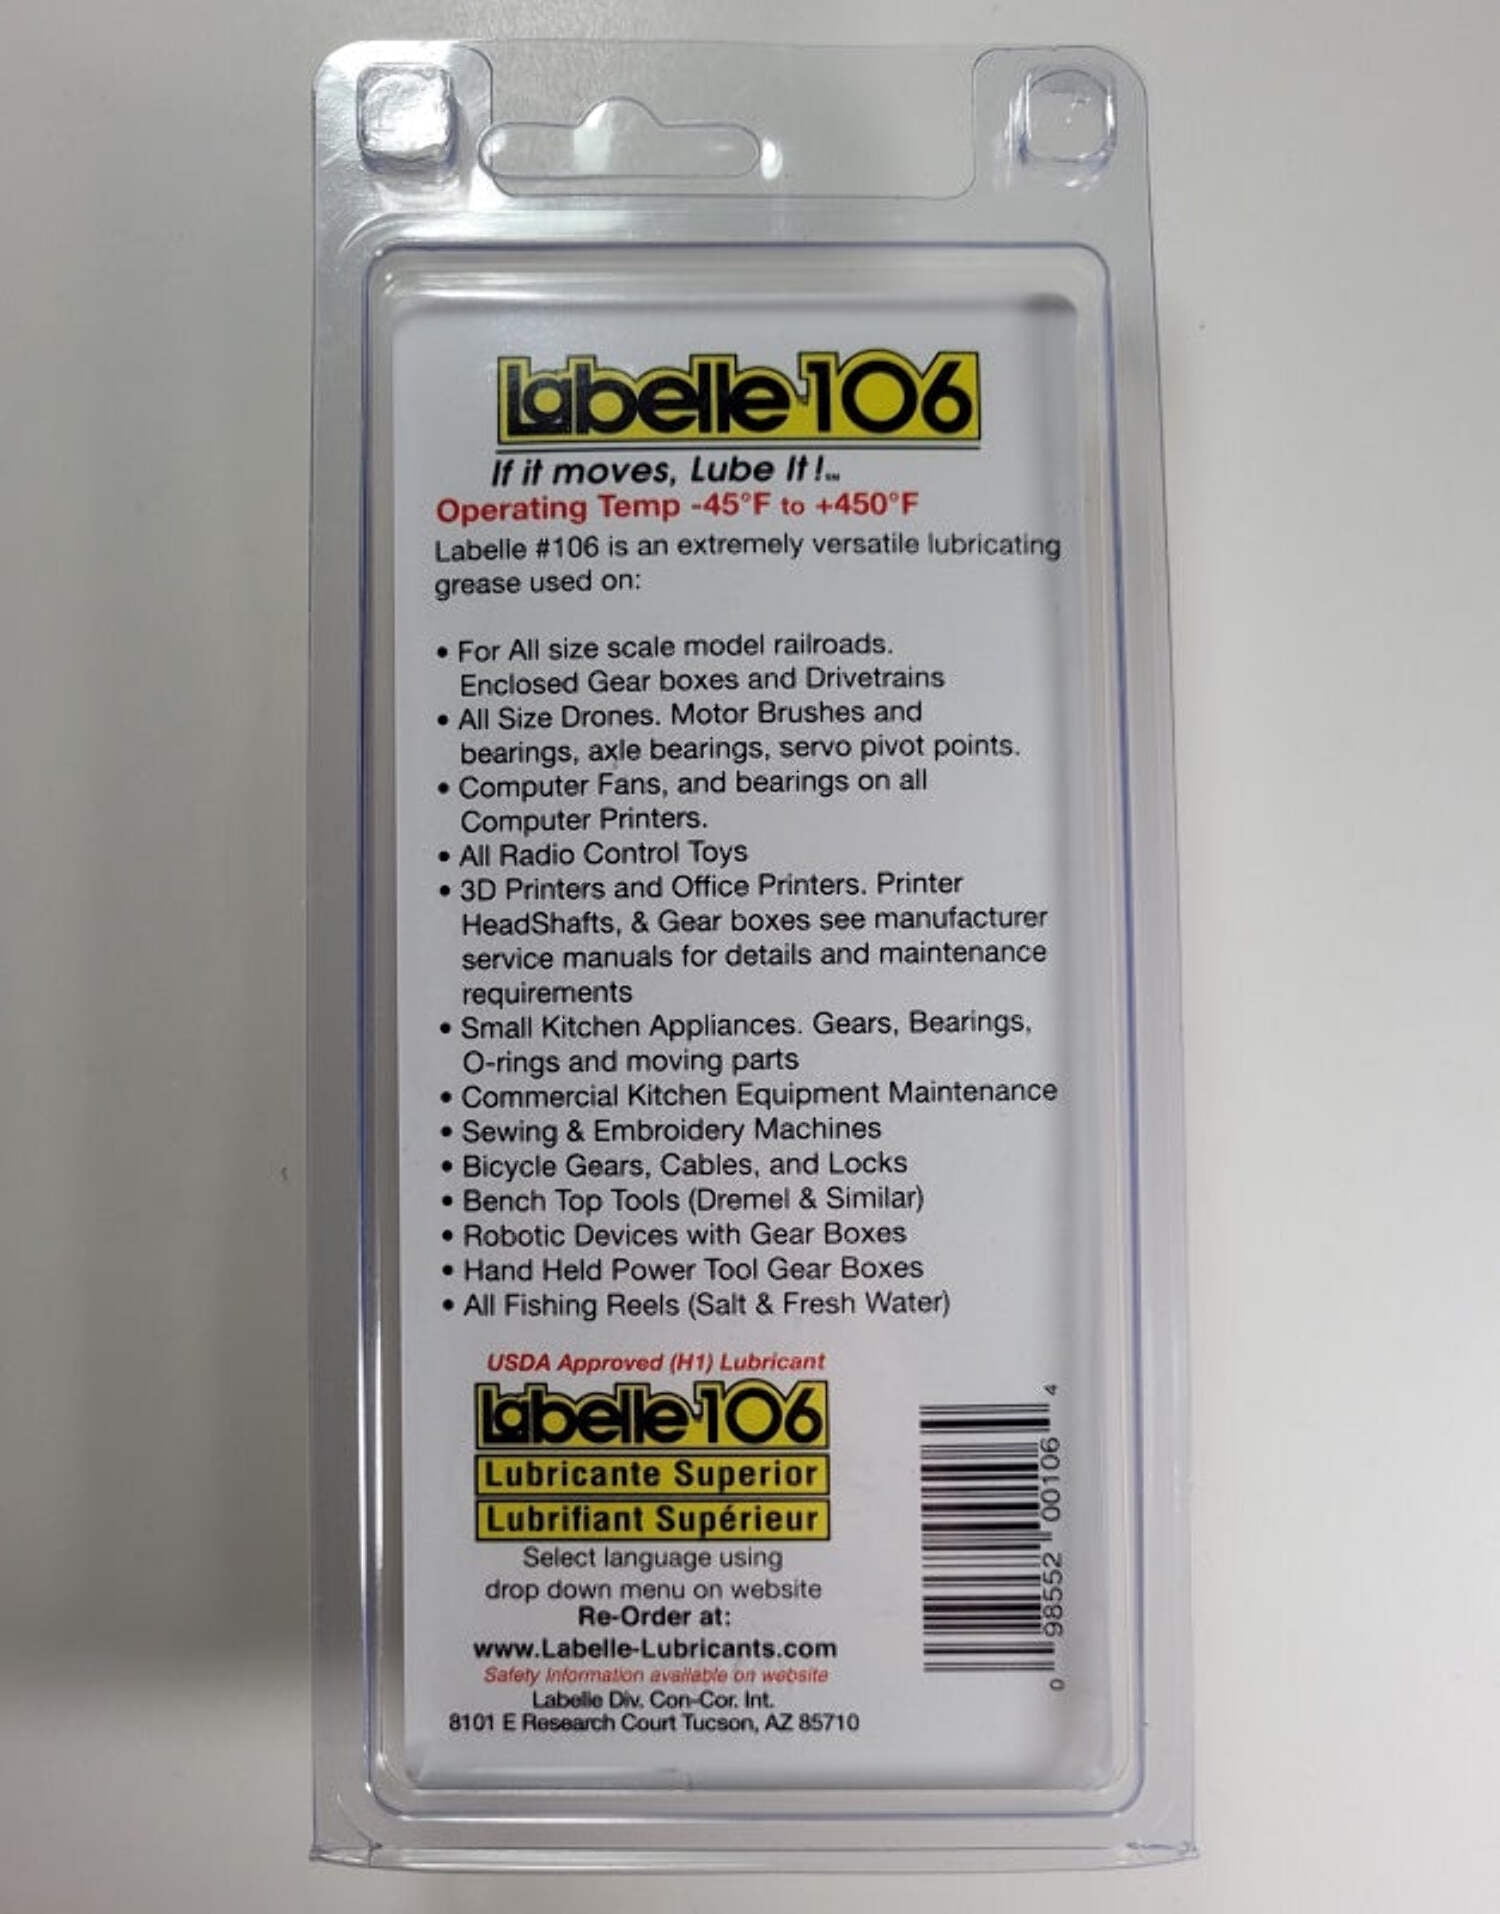 Labelle 106
If it moves, Lube It!
Operating Temp -45°F to +450°F
Labelle #106 is an extremely versatile lubricating
grease used on:
• For All size scale model railroads.
Enclosed Gear boxes and Drivetrains
• All Size Drones. Motor Brushes and
bearings, axle bearings, servo pivot points.
• Computer Fans, and bearings on all
Computer Printers.
• All Radio Control Toys
• 3D Printers and Office Printers. Printer
HeadShafts, & Gear boxes see manufacturer
service manuals for details and maintenance
requirements
• Small Kitchen Appliances. Gears, Bearings,
O-rings and moving parts
• Commercial Kitchen Equipment Maintenance
• Sewing & Embroidery Machines
• Bicycle Gears, Cables, and Locks
• Bench Top Tools (Dremel & Similar)
• Robotic Devices with Gear Boxes
• Hand Held Power Tool Gear Boxes
• All Fishing Reels (Salt & Fresh Water)
USDA Approved (H1) Lubricant
Labelle 106
Lubricante Superior
Lubrifiant Supérieur
Select language using
drop down menu on website
Re-Order at:
www.Labelle-Lubricants.com
Safety Information available on website
Labelle Div. Con-Cor. Int.
8101 E Research Court Tucson, AZ 85710
0 98552 00106 4